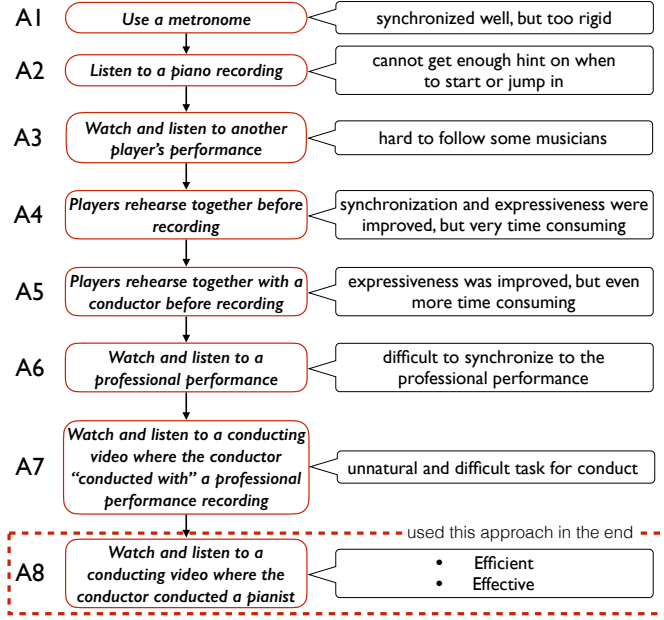 A1
Use a metronome
synchronized well, but too rigid
A2
Listen to a piano recording
cannot get enough hint on when
to start or jump in
A3
Watch and listen to another
player's performance
hard to follow some musicians
A4
Players rehearse together before
recording
synchronization and expressiveness were
improved, but very time consuming
A5
Players rehearse together with a
conductor before recording
expressiveness was improved, but even
more time consuming
A6
Watch and listen to a
professional performance
difficult to synchronize to the
professional performance
A7
Watch and listen to a conducting
video where the conductor
“conducted with” a professional
performance recording
unnatural and difficult task for conduct
used this approach in the end
A8
Watch and listen to a
conducting video where the
conductor conducted a pianist
• Efficient
• Effective